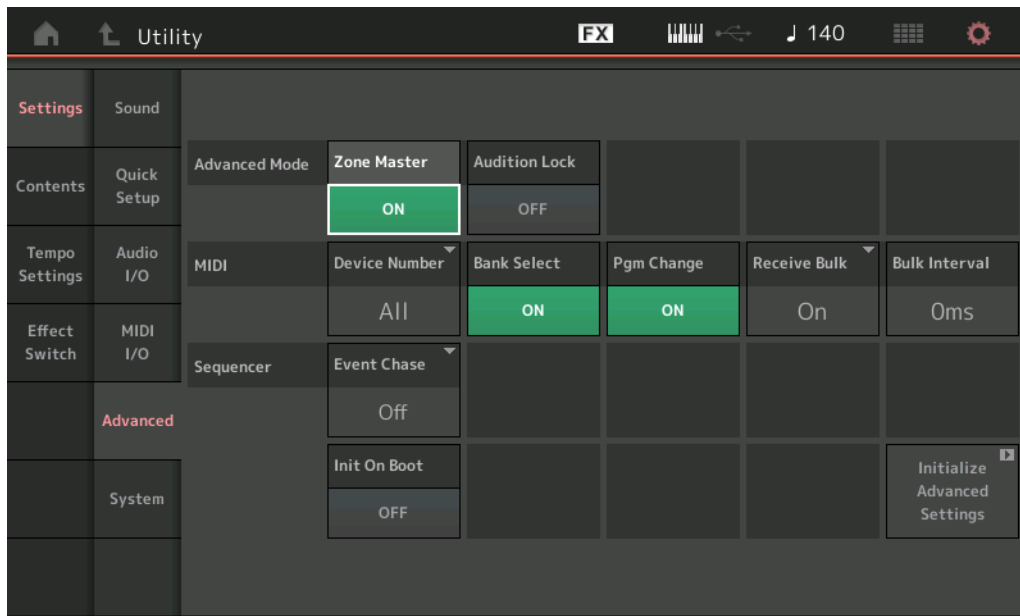 Utility
FX
♩ 140
Settings
Contents
Tempo
Settings
Effect
Switch
Sound
Quick
Setup
Audio
I/O
MIDI
I/O
Advanced
System
Advanced Mode
Zone Master
ON
Audition Lock
OFF
MIDI
Device Number
All
Bank Select
ON
Pgm Change
ON
Receive Bulk
On
Bulk Interval
0ms
Sequencer
Event Chase
Off
Init On Boot
OFF
Initialize
Advanced
Settings